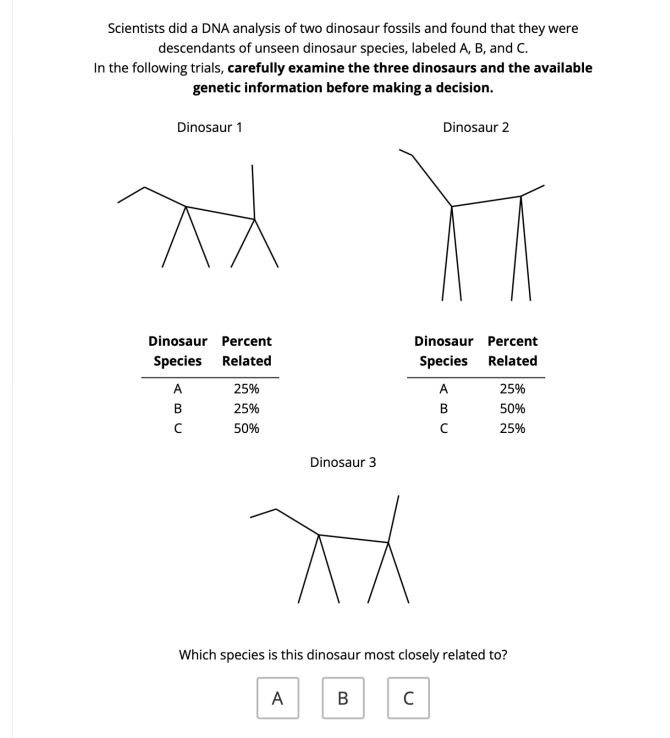 Scientists did a DNA analysis of two dinosaur fossils and found that they were
descendants of unseen dinosaur species, labeled A, B, and C.
In the following trials, carefully examine the three dinosaurs and the available
genetic information before making a decision.
Dinosaur 1
Dinosaur Percent
Species Related
A 25%
B 25%
C 50%
Dinosaur 2
Dinosaur Percent
Species Related
A 25%
B 50%
C 25%
Dinosaur 3
Which species is this dinosaur most closely related to?
A B C